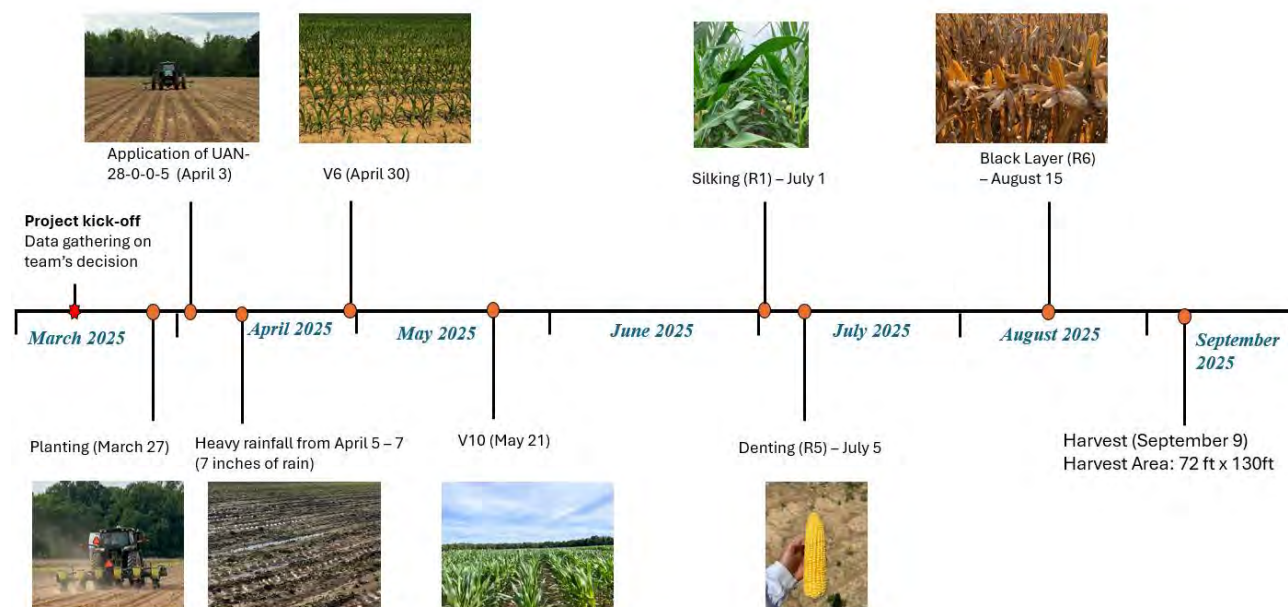 Application of UAN-
28-0-0-5 (April 3)
V6 (April 30)
Silking (R1) – July 1
Black Layer (R6)
– August 15
Project kick-off
Data gathering on
team's decision
March 2025
April 2025
May 2025
June 2025
July 2025
August 2025
September
2025
Planting (March 27)
Heavy rainfall from April 5 – 7
(7 inches of rain)
V10 (May 21)
Denting (R5) – July 5
Harvest (September 9)
Harvest Area: 72 ft x 130ft